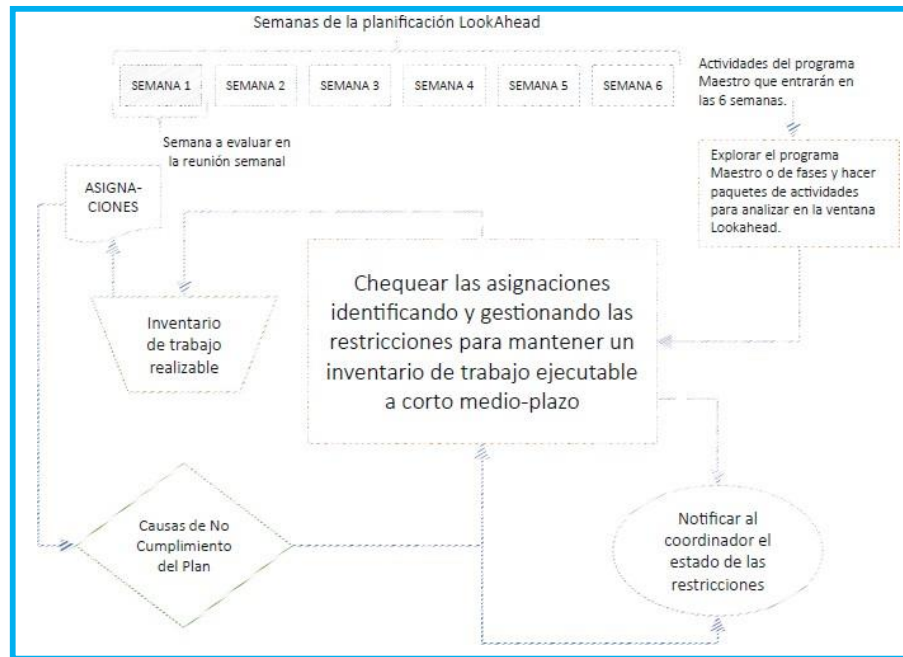 Semanas de la planificación LookAhead
SEMANA 1
SEMANA 2
SEMANA 3
SEMANA 4
SEMANA 5
SEMANA 6
Actividades del programa
Maestro que entrarán en
las 6 semanas.
Semana a evaluar en
la reunión semanal
Explorar el programa
Maestro o de fases y hacer
paquetes de actividades
para analizar en la ventana
Lookahead.
ASIGNA-
CIONES
Chequear las asignaciones
identificando y gestionando las
restricciones para mantener un
inventario de trabajo ejecutable
a corto medio-plazo
Inventario
de trabajo
realizable
Causas de No
Cumplimiento
del Plan
Notificar al
coordinador el
estado de las
restricciones